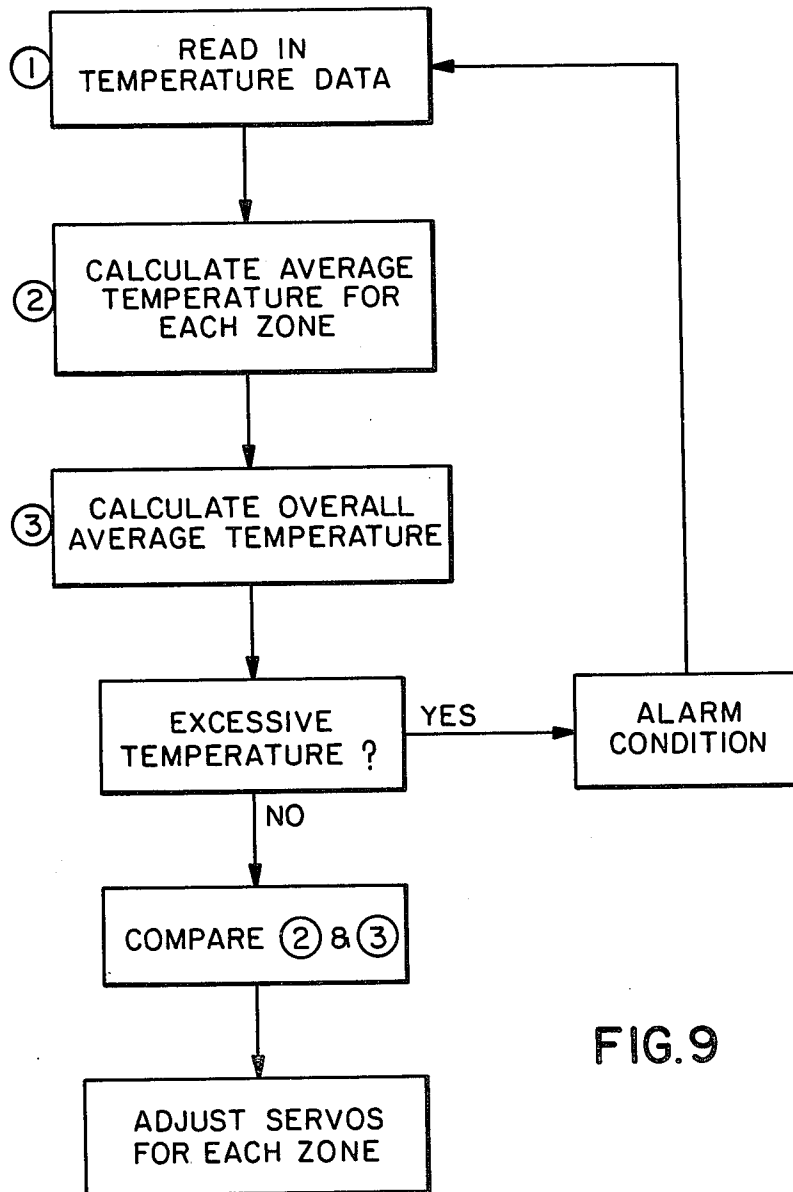 ①
READ IN
TEMPERATURE DATA
②
CALCULATE AVERAGE
TEMPERATURE FOR
EACH ZONE
③
CALCULATE OVERALL
AVERAGE TEMPERATURE
EXCESSIVE
TEMPERATURE ?
YES
ALARM
CONDITION
NO
COMPARE ② & ③
ADJUST SERVOS
FOR EACH ZONE
FIG.9